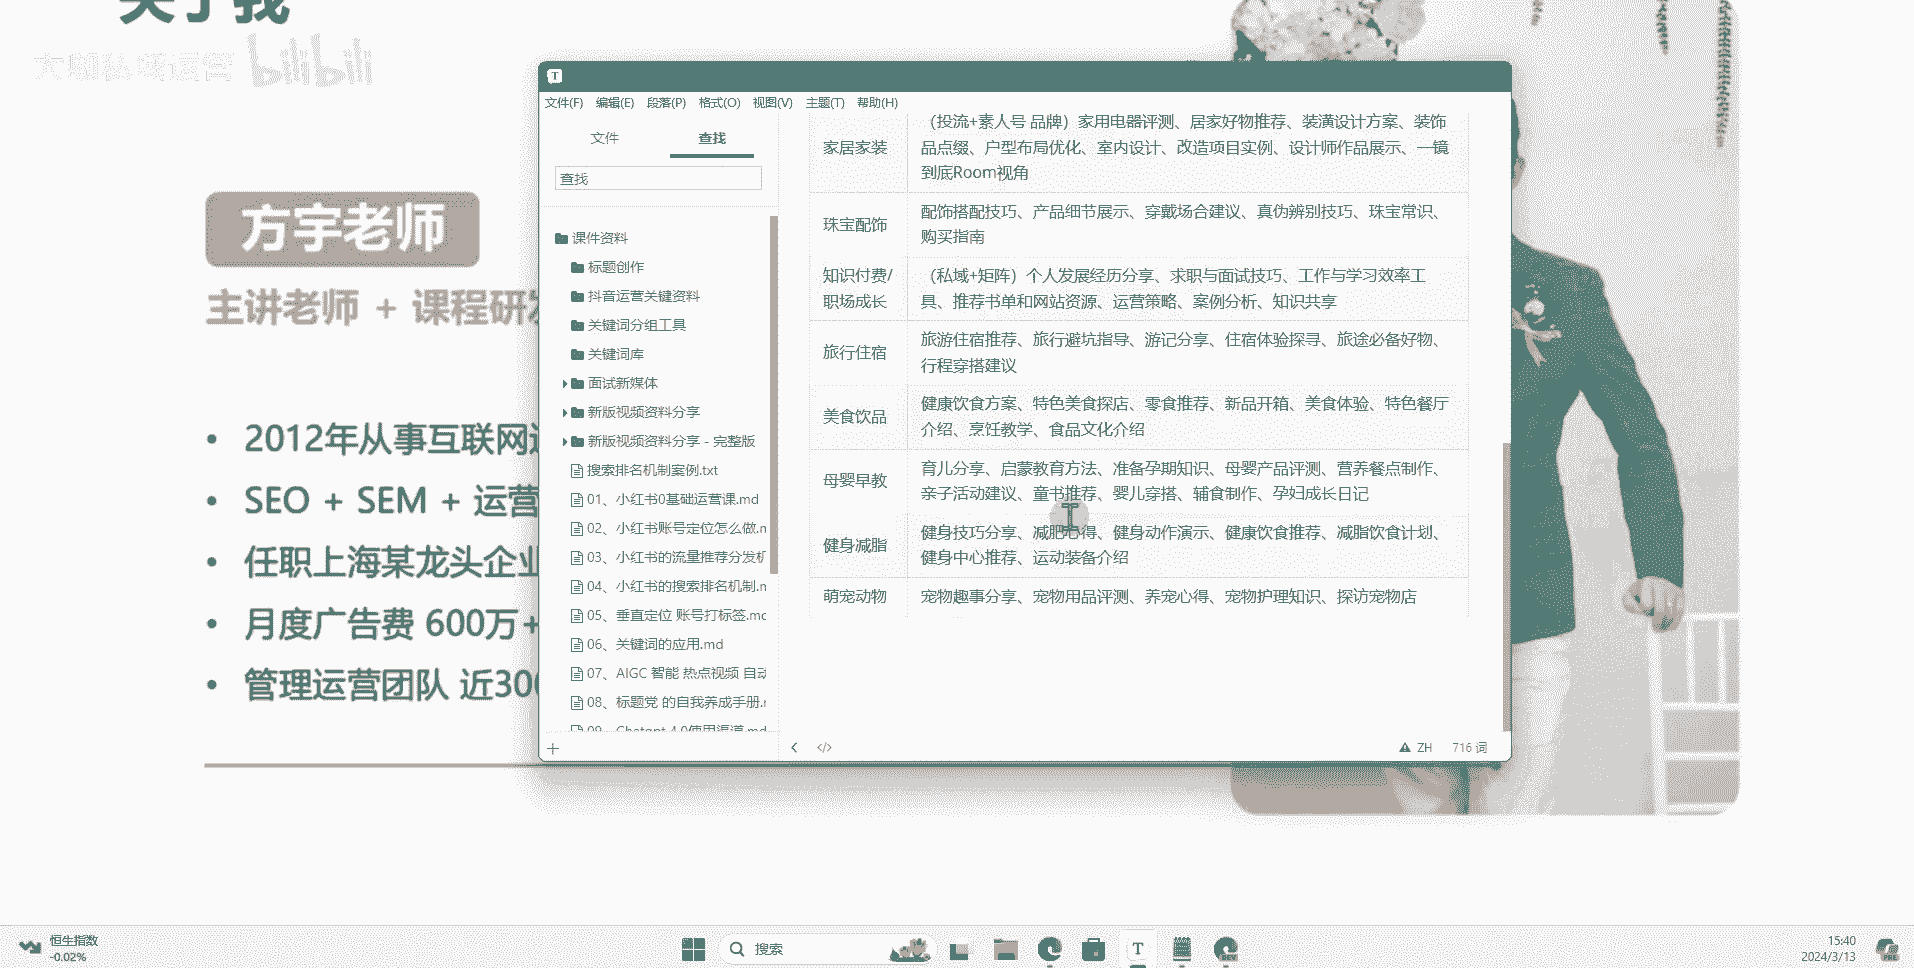 关于我
bilibili
方宇老师
主讲老师 + 课程研
2012年从事互联网
SEO + SEM + 运营
任职上海某龙头企业
月度广告费 600万+
管理运营团队 近300
文件(F) 编辑(E) 段落(P) 格式(O) 视图(V) 主题(T) 帮助(H)
文件 查找
查找
课件资料
标题创作
抖音运营关键资料
关键词分组工具
关键词库
面试新媒体
新版视频资料分享
新版视频资料分享 - 完整版
搜索排名机制案例.txt
01、小红书0基础运营课.md
02、小红书账号定位怎么做.m
03、小红书的流量推荐分发机
04、小红书的搜索排名机制.m
05、垂直定位 账号打标签.mc
06、关键词的应用.md
07、AIGC 智能 热点视频 自动
08、标题党 的自我养成手册.r
09、Chatgpt 4.0使用渠道.md
家居家装
（投流+素人号 品牌）家用电器评测、居家好物推荐、装潢设计方案、装饰
品点缀、户型布局优化、室内设计、改造项目实例、设计师作品展示、一镜
到底Room视角
珠宝配饰
配饰搭配技巧、产品细节展示、穿戴场合建议、真伪辨别技巧、珠宝常识、
购买指南
知识付费/
职场成长
（私域+矩阵）个人发展经历分享、求职与面试技巧、工作与学习效率工
具、推荐书单和网站资源、运营策略、案例分析、知识共享
旅行住宿
旅游住宿推荐、旅行避坑指导、游记分享、住宿体验探寻、旅途必备好物、
行程穿搭建议
美食饮品
健康饮食方案、特色美食探店、零食推荐、新品开箱、美食体验、特色餐厅
介绍、烹饪教学、食品文化介绍
母婴早教
育儿分享、启蒙教育方法、准备孕期知识、母婴产品评测、营养餐点制作、
亲子活动建议、童书推荐、婴儿穿搭、辅食制作、孕妇成长日记
健身减脂
健身技巧分享、减肥心得、健身动作演示、健康饮食推荐、减脂饮食计划、
健身中心推荐、运动装备介绍
萌宠动物
宠物趣事分享、宠物用品评测、养宠心得、宠物护理知识、探访宠物店
ZH 716 词
恒生指数
-0.02%
搜索
DEV
15:40
2024/3/13
PRE